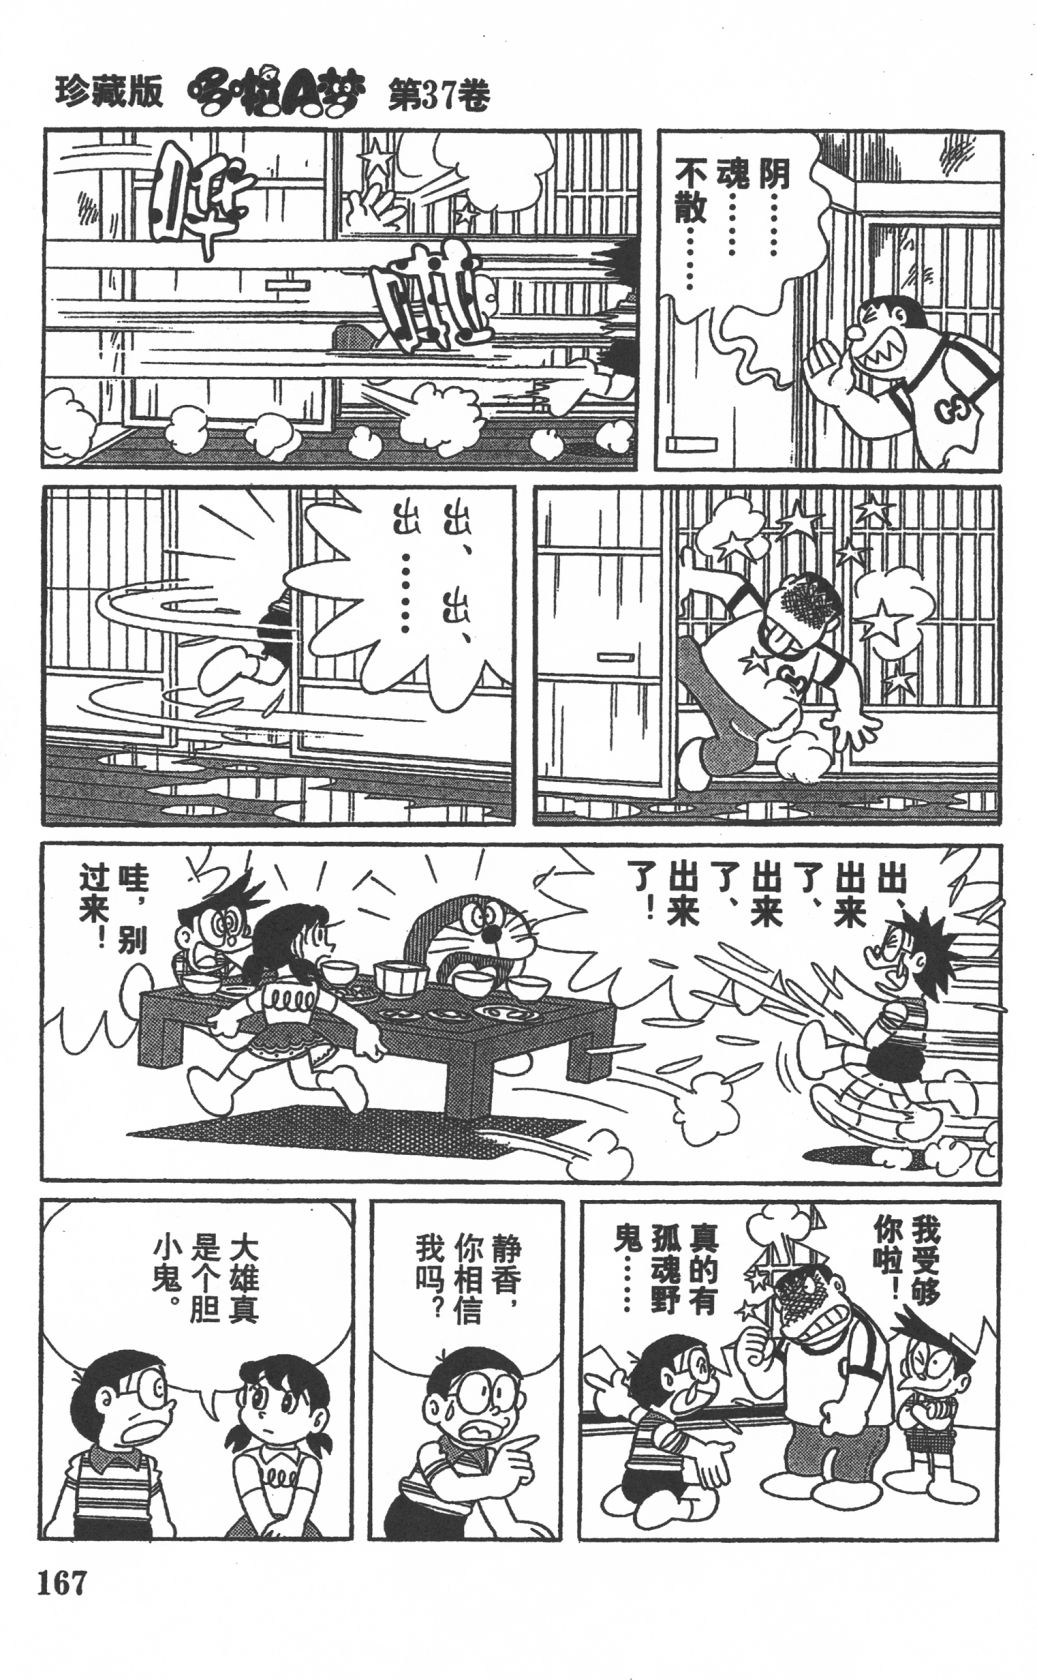 珍藏版 哆啦A梦 第37卷
阴……
魂……
不散………
哗
啦
出、出、
出……
出、
出来
了、
出来
了、
出来
了！
哇，别
过来！
我受够
你啦！
真的有
孤魂野
鬼……
静香，
你相信
我吗？
大雄真
是个胆
小鬼。
167